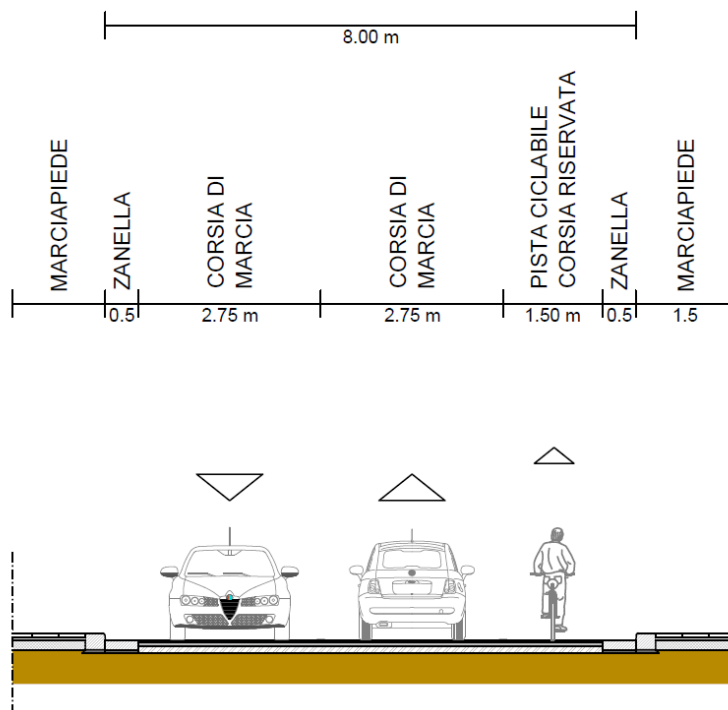 8.00 m
MARCIAPIEDE
ZANELLA
CORSIA DI
MARCIA
CORSIA DI
MARCIA
PISTA CICLABILE
CORSIA RISERVATA
ZANELLA
MARCIAPIEDE
0.5
2.75 m
2.75 m
1.50 m
0.5
1.5